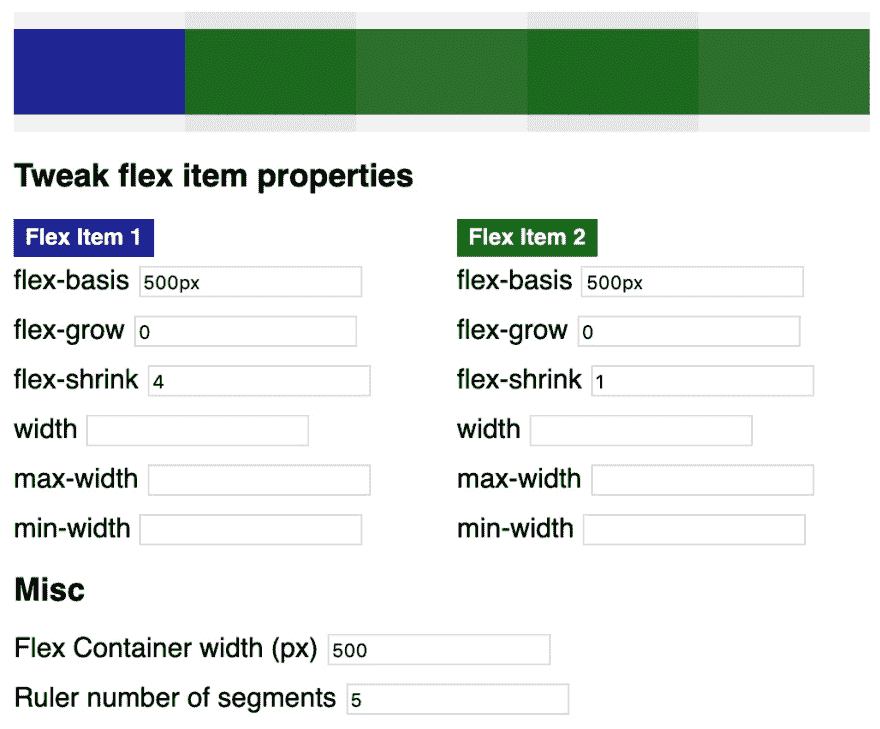 Tweak flex item properties
Flex Item 1 Flex Item 2
flex-basis 500px flex-basis 500px
flex-grow 0 flex-grow 0
flex-shrink 4 flex-shrink 1
width width
max-width max-width
min-width min-width
Misc
Flex Container width (px) 500
Ruler number of segments 5